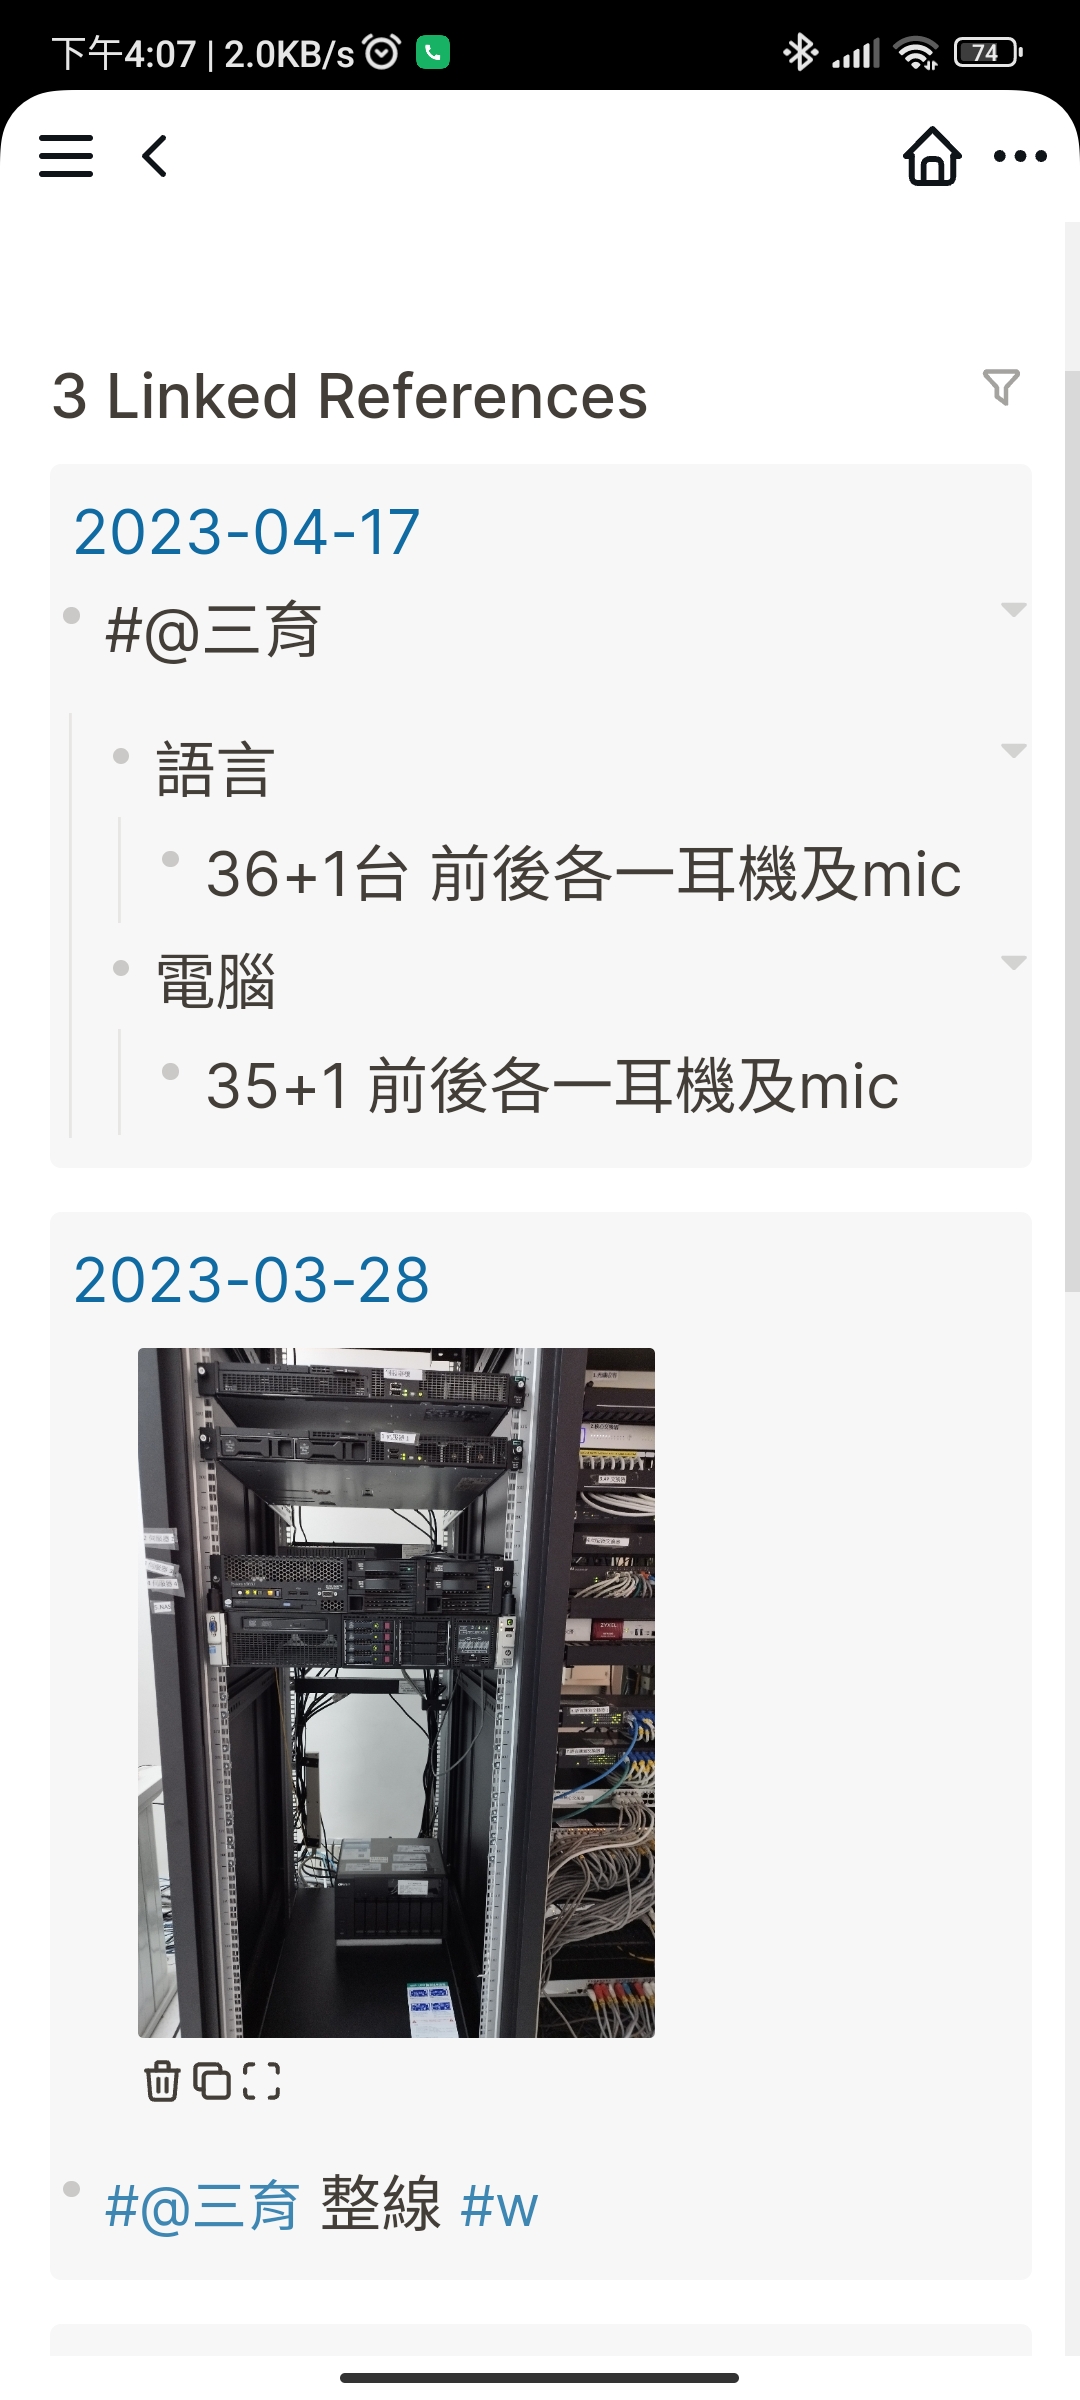 下午4:07 | 2.0KB/s
74
3 Linked References
2023-04-17
#@三育
語言
36+1台 前後各一耳機及mic
電腦
35+1 前後各一耳機及mic
2023-03-28
ZYXEL
#@三育 整線 #w